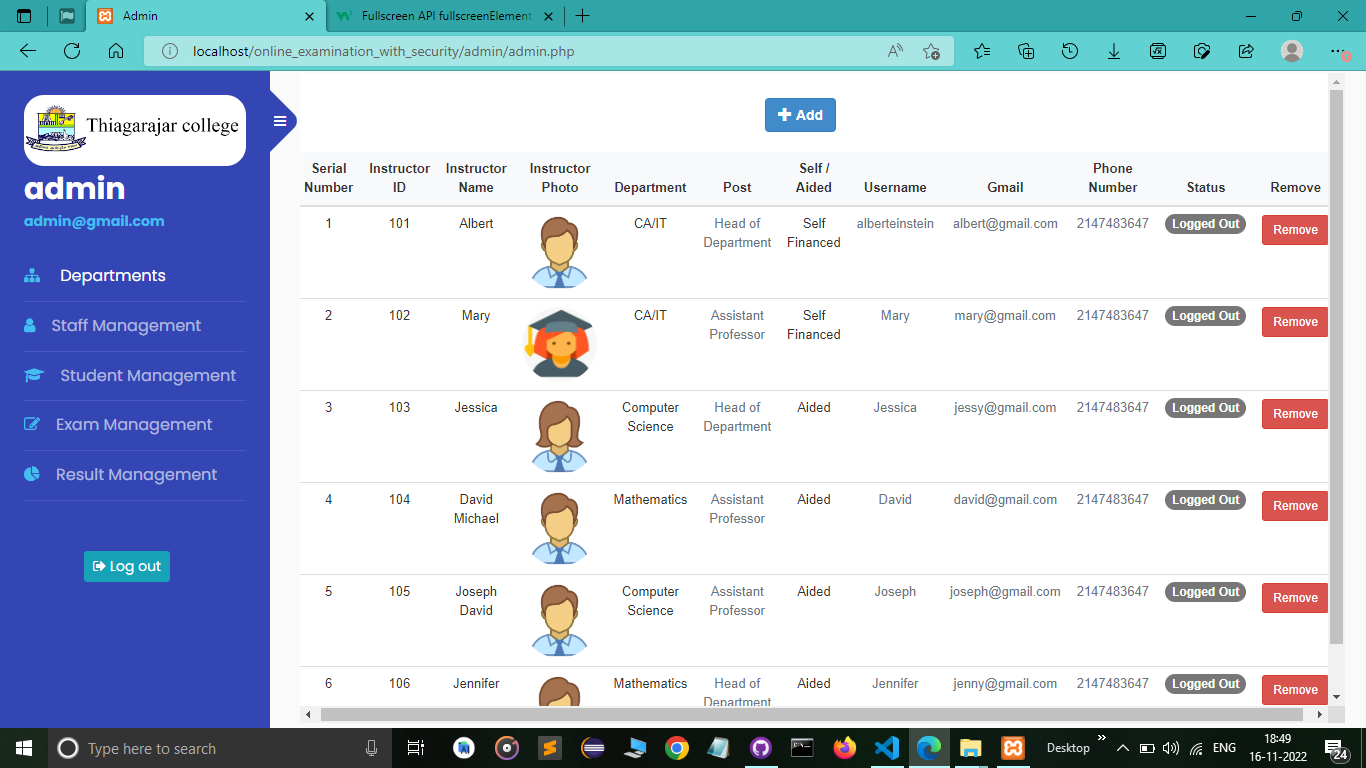 Admin
Fullscreen API fullscreenElement
localhost/online_examination_with_security/admin/admin.php
Thiagarajar college
admin
admin@gmail.com
Departments
Staff Management
Student Management
Exam Management
Result Management
Log out
Add
Serial Number Instructor ID Instructor Name Instructor Photo Department Post Self / Aided Username Gmail Phone Number Status Remove
1 101 Albert CA/IT Head of Department Self Financed alberteinstein albert@gmail.com 2147483647 Logged Out Remove
2 102 Mary CA/IT Assistant Professor Self Financed Mary mary@gmail.com 2147483647 Logged Out Remove
3 103 Jessica Computer Science Head of Department Aided Jessica jessy@gmail.com 2147483647 Logged Out Remove
4 104 David Michael Mathematics Assistant Professor Aided David david@gmail.com 2147483647 Logged Out Remove
5 105 Joseph David Computer Science Assistant Professor Aided Joseph joseph@gmail.com 2147483647 Logged Out Remove
6 106 Jennifer Mathematics Head of Department Aided Jennifer jenny@gmail.com 2147483647 Logged Out Remove
Type here to search
Desktop
ENG
18:49
16-11-2022
24